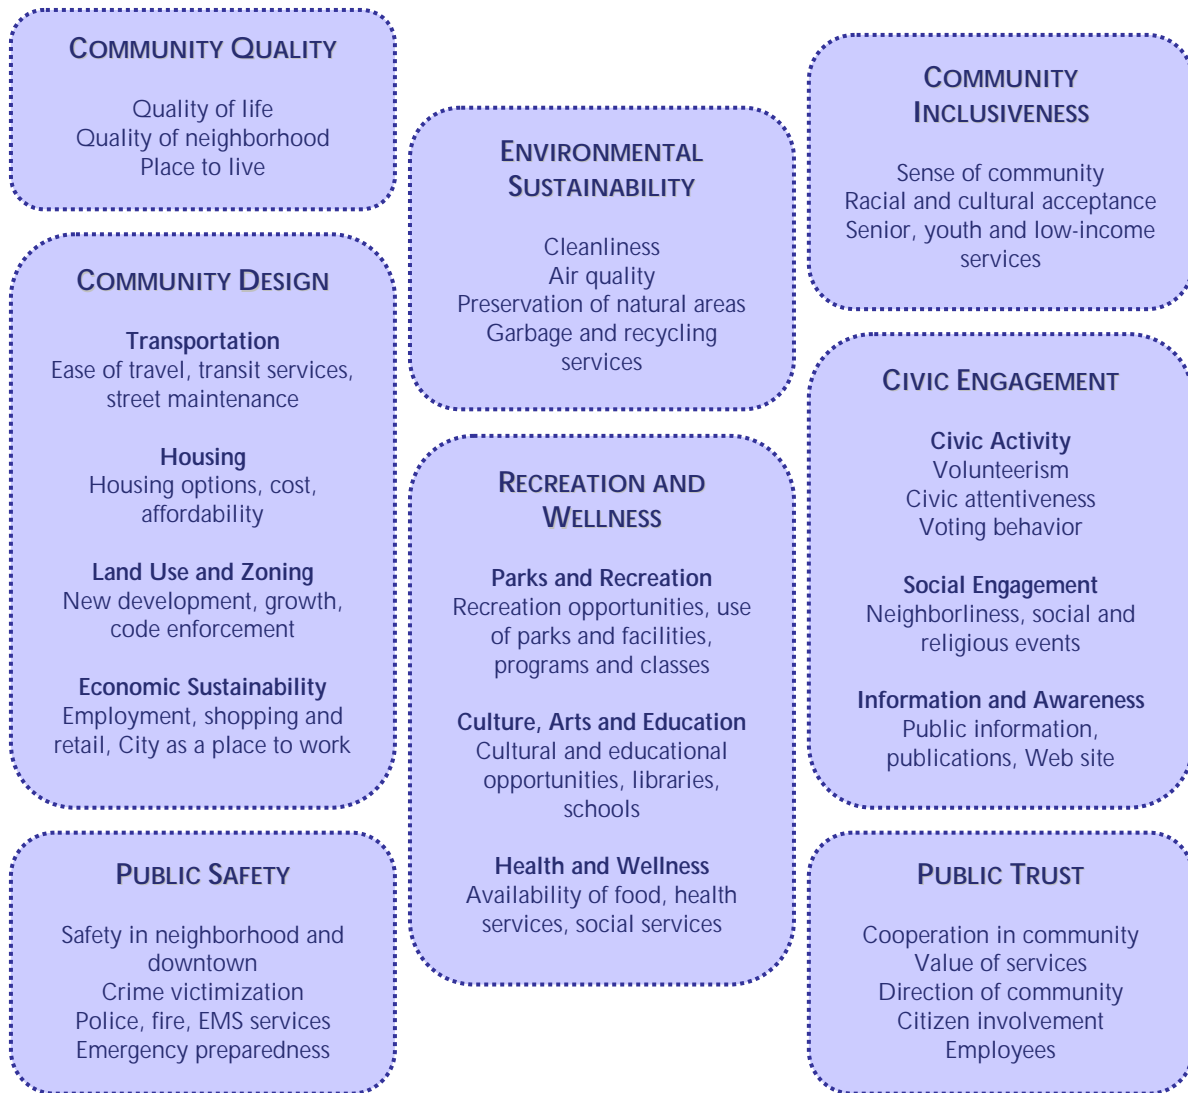 COMMUNITY QUALITY
Quality of life
Quality of neighborhood
Place to live
COMMUNITY DESIGN
Transportation
Ease of travel, transit services,
street maintenance
Housing
Housing options, cost,
affordability
Land Use and Zoning
New development, growth,
code enforcement
Economic Sustainability
Employment, shopping and
retail, City as a place to work
PUBLIC SAFETY
Safety in neighborhood and
downtown
Crime victimization
Police, fire, EMS services
Emergency preparedness
ENVIRONMENTAL
SUSTAINABILITY
Cleanliness
Air quality
Preservation of natural areas
Garbage and recycling
services
RECREATION AND
WELLNESS
Parks and Recreation
Recreation opportunities, use
of parks and facilities,
programs and classes
Culture, Arts and Education
Cultural and educational
opportunities, libraries,
schools
Health and Wellness
Availability of food, health
services, social services
COMMUNITY
INCLUSIVENESS
Sense of community
Racial and cultural acceptance
Senior, youth and low-income
services
CIVIC ENGAGEMENT
Civic Activity
Volunteerism
Civic attentiveness
Voting behavior
Social Engagement
Neighborliness, social and
religious events
Information and Awareness
Public information,
publications, Web site
PUBLIC TRUST
Cooperation in community
Value of services
Direction of community
Citizen involvement
Employees